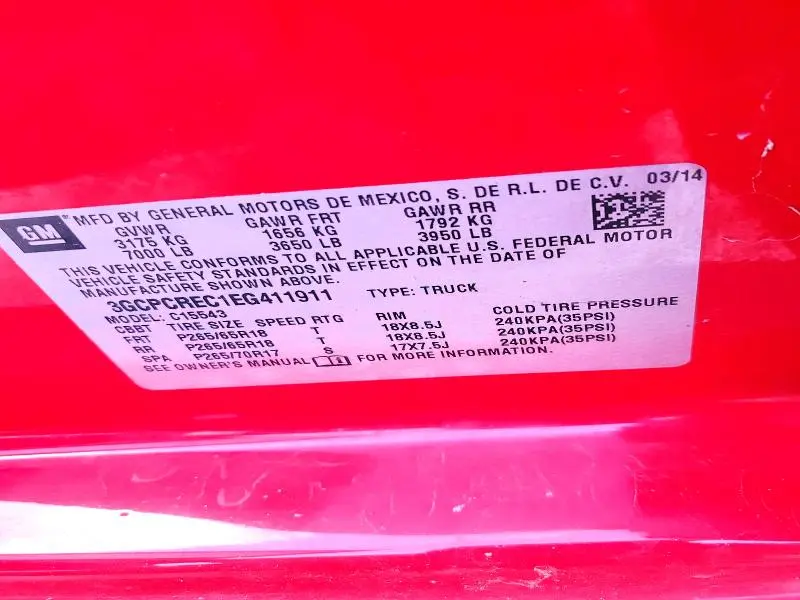 GM ® MFD BY GENERAL MOTORS DE MEXICO, S. DE R.L. DE C.V. 03/14
GVWR GAWR FRT GAWR RR
3175 KG 1656 KG 1792 KG
7000 LB 3650 LB 3950 LB
THIS VEHICLE CONFORMS TO ALL APPLICABLE U.S. FEDERAL MOTOR
VEHICLE SAFETY STANDARDS IN EFFECT ON THE DATE OF
MANUFACTURE SHOWN ABOVE.
3GCPCREC1EG411911 TYPE: TRUCK
MODEL: C15543
CBBT TIRE SIZE SPEED RTG RIM COLD TIRE PRESSURE
FRT P265/65R18 T 18X8.5J 240KPA(35PSI)
RR P265/65R18 T 18X8.5J 240KPA(35PSI)
SPA P265/70R17 S 17X7.5J 240KPA(35PSI)
SEE OWNER'S MANUAL FOR MORE INFORMATION.